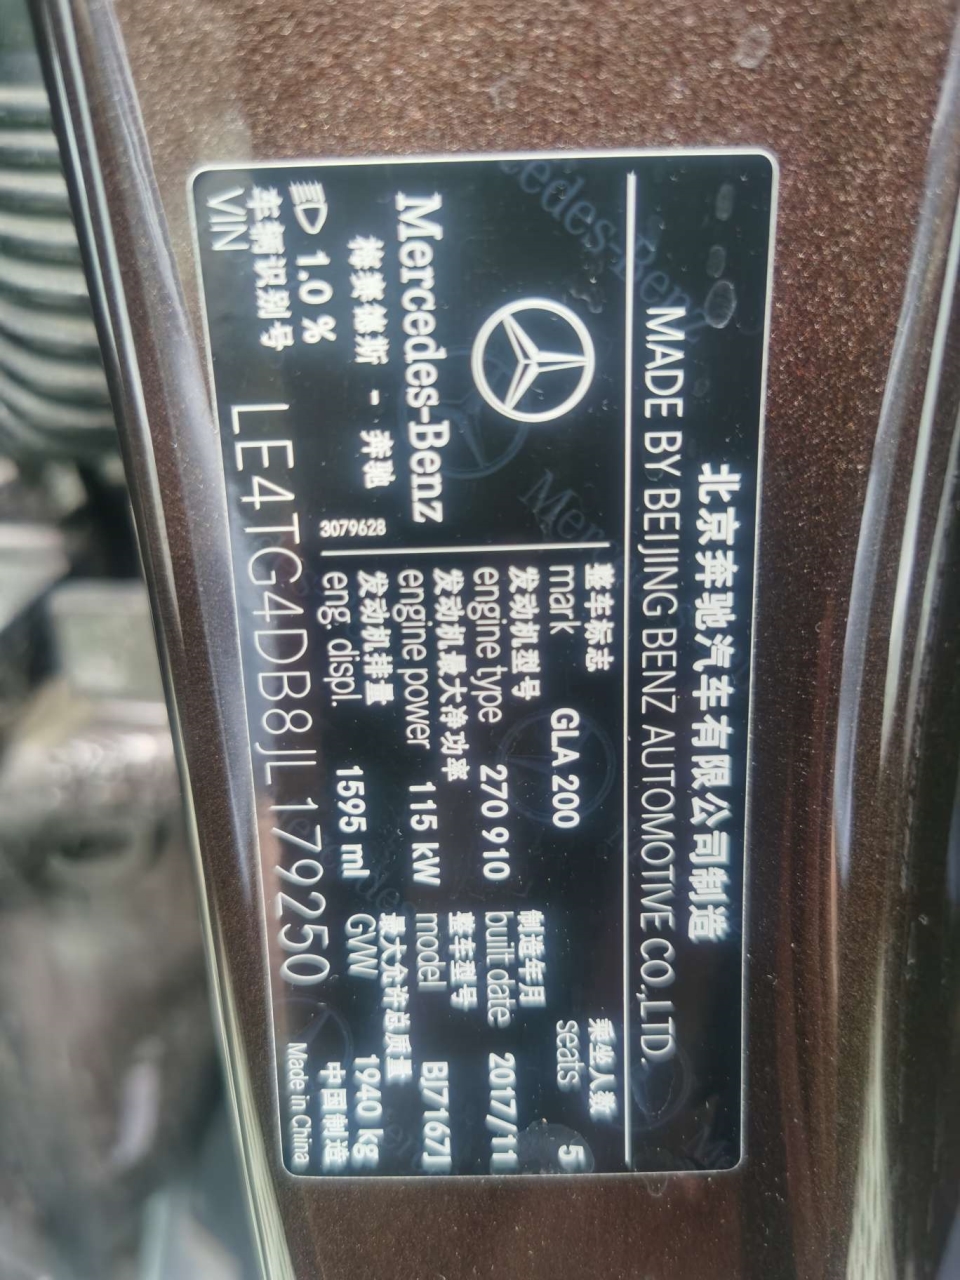 北京奔驰汽车有限公司制造
MADE BY BEIJING BENZ AUTOMOTIVE CO.,LTD.
Mercedes-Benz
梅赛德斯 - 奔驰
3079628
1.0 %
整车标志
mark GLA 200
乘坐人数
seats 5
发动机型号
engine type 270 910
制造年月
built date 2017/11
发动机最大净功率
engine power 115 kW
整车型号
model BJ7167J
发动机排量
eng. displ. 1595 ml
最大允许总质量
GVW 1940 kg
车辆识别号
VIN LE4TG4DB8JL179250
中国制造
Made in China